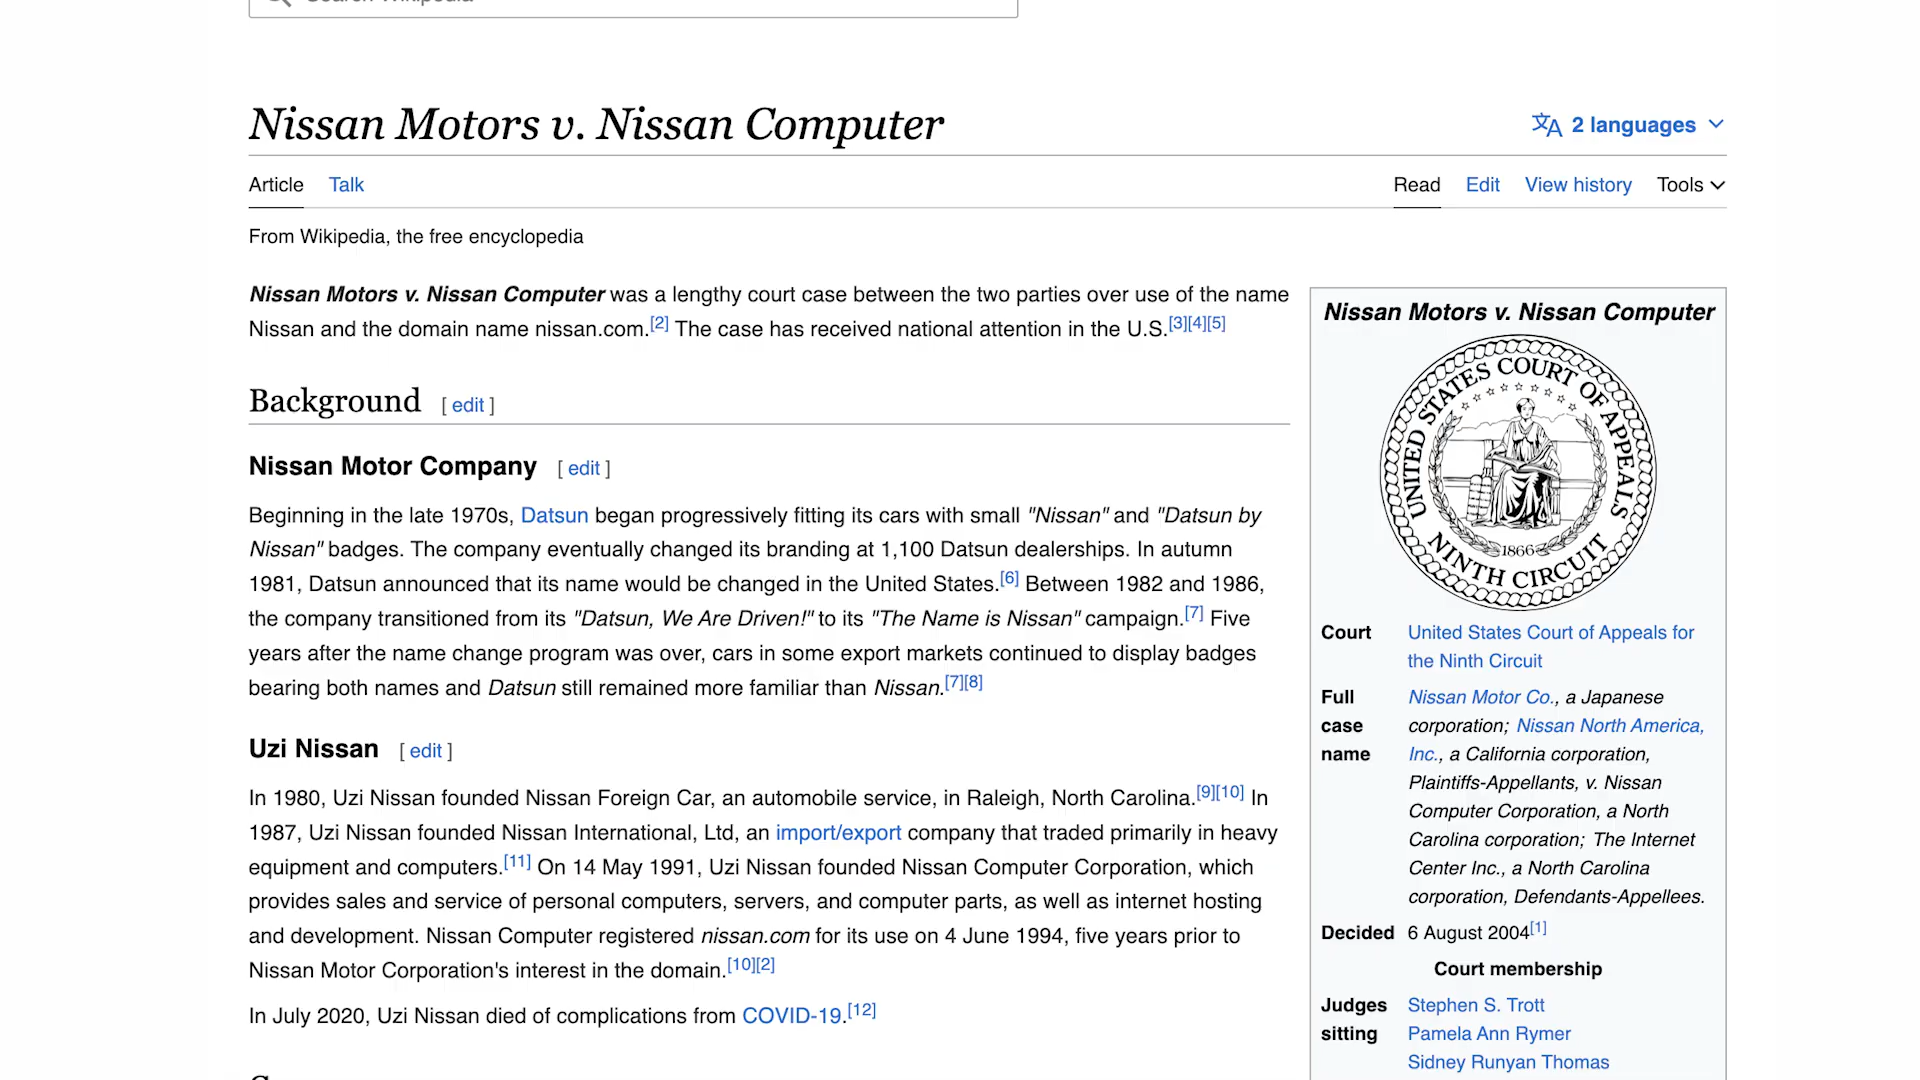 Search Wikipedia
Nissan Motors v. Nissan Computer
2 languages
Article Talk
Read Edit View history Tools
From Wikipedia, the free encyclopedia
Nissan Motors v. Nissan Computer was a lengthy court case between the two parties over use of the name
Nissan and the domain name nissan.com.[2] The case has received national attention in the U.S.[3][4][5]
Background [ edit ]
Nissan Motor Company [ edit ]
Beginning in the late 1970s, Datsun began progressively fitting its cars with small "Nissan" and "Datsun by
Nissan" badges. The company eventually changed its branding at 1,100 Datsun dealerships. In autumn
1981, Datsun announced that its name would be changed in the United States.[6] Between 1982 and 1986,
the company transitioned from its "Datsun, We Are Driven!" to its "The Name is Nissan" campaign.[7] Five
years after the name change program was over, cars in some export markets continued to display badges
bearing both names and Datsun still remained more familiar than Nissan.[7][8]
Uzi Nissan [ edit ]
In 1980, Uzi Nissan founded Nissan Foreign Car, an automobile service, in Raleigh, North Carolina.[9][10] In
1987, Uzi Nissan founded Nissan International, Ltd, an import/export company that traded primarily in heavy
equipment and computers.[11] On 14 May 1991, Uzi Nissan founded Nissan Computer Corporation, which
provides sales and service of personal computers, servers, and computer parts, as well as internet hosting
and development. Nissan Computer registered nissan.com for its use on 4 June 1994, five years prior to
Nissan Motor Corporation's interest in the domain.[10][2]
In July 2020, Uzi Nissan died of complications from COVID-19.[12]
Nissan Motors v. Nissan Computer
UNITED STATES COURT OF APPEALS
1866
NINTH CIRCUIT
Court United States Court of Appeals for
the Ninth Circuit
Full Nissan Motor Co., a Japanese
case corporation; Nissan North America,
name Inc., a California corporation,
Plaintiffs-Appellants, v. Nissan
Computer Corporation, a North
Carolina corporation; The Internet
Center Inc., a North Carolina
corporation, Defendants-Appellees.
Decided 6 August 2004[1]
Court membership
Judges Stephen S. Trott
sitting Pamela Ann Rymer
Sidney Runyan Thomas